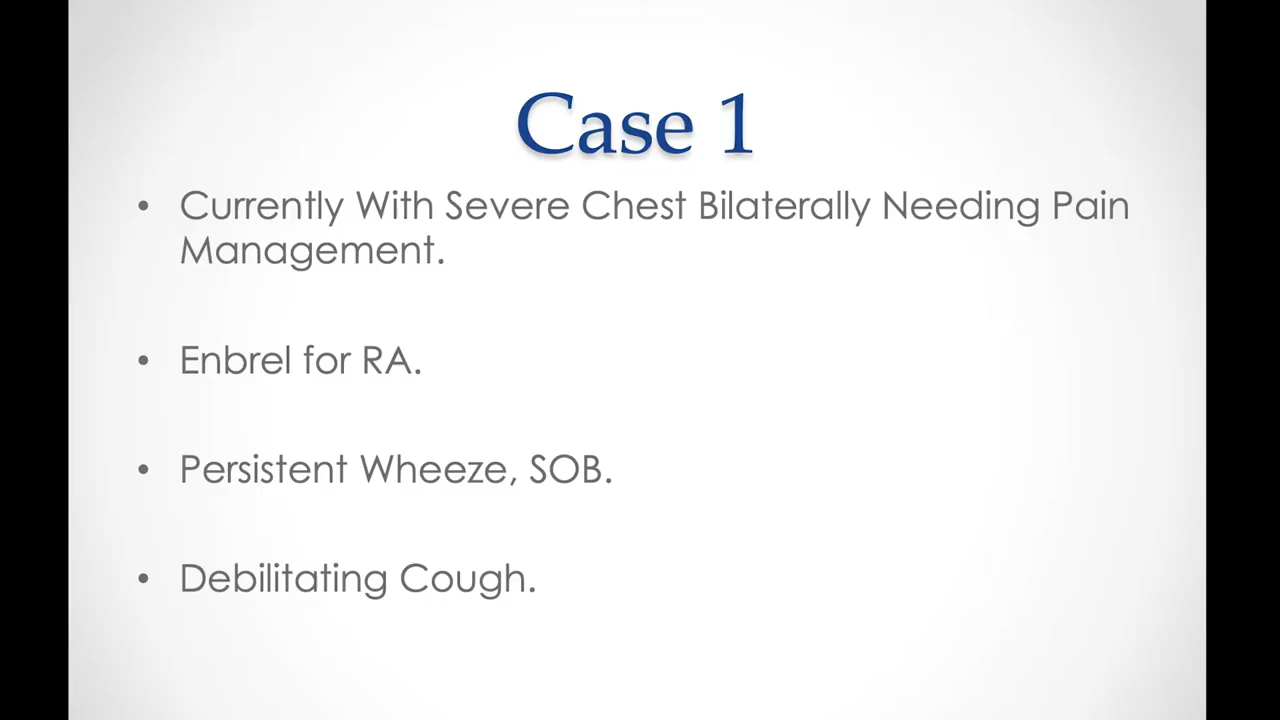 Case 1
• Currently With Severe Chest Bilaterally Needing Pain
Management.
• Enbrel for RA.
• Persistent Wheeze, SOB.
• Debilitating Cough.